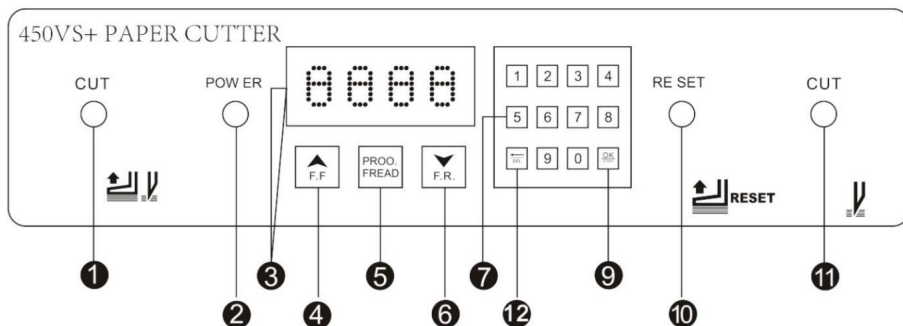 450VS+ PAPER CUTTER
CUT
POW ER
8888
1 2 3 4
5 6 7 8
DEL 9 0 OK
RE SET
CUT
F.F
PROO.
FREAD
F.R.
RESET
1 2 3 4 5 6 7 12 9 10 11